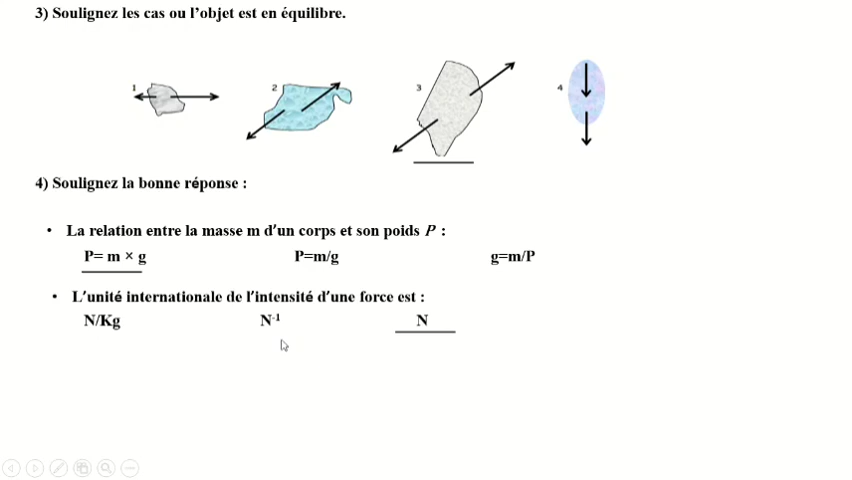 3) Soulignez les cas ou l'objet est en équilibre.
1 2 3 4
4) Soulignez la bonne réponse :
• La relation entre la masse m d'un corps et son poids P :
P= m × g P=m/g g=m/P
• L'unité internationale de l'intensité d'une force est :
N/Kg N⁻¹ N